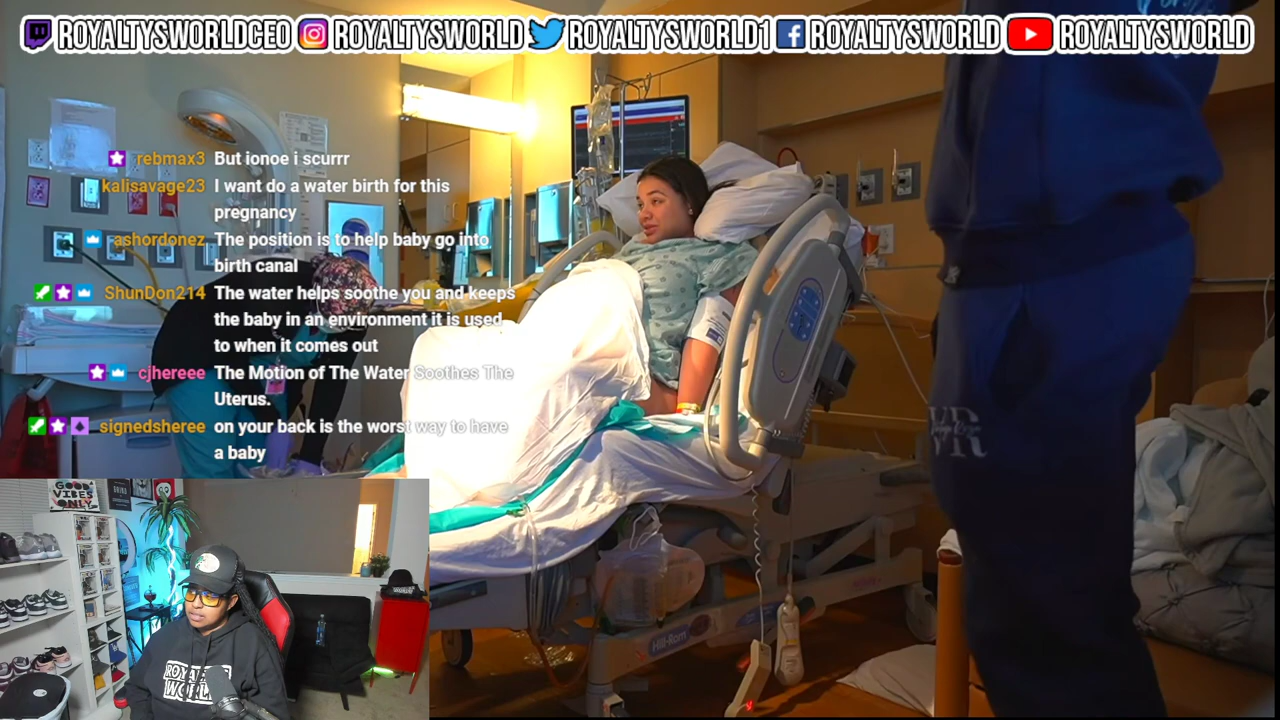 ROYALTYSWORLDCEO ROYALTYSWORLD ROYALTYSWORLD1 ROYALTYSWORLD ROYALTYSWORLD
rebmax3 But ionoe i scurrr
kalisavage23 I want do a water birth for this
pregnancy
ashordonez The position is to help baby go into
birth canal
ShunDon214 The water helps soothe you and keeps
the baby in an environment it is used
to when it comes out
cjhereee The Motion of The Water Soothes The
Uterus.
signedsheree on your back is the worst way to have
a baby
GOOD
VIBES
ONLY
Hill-Rom